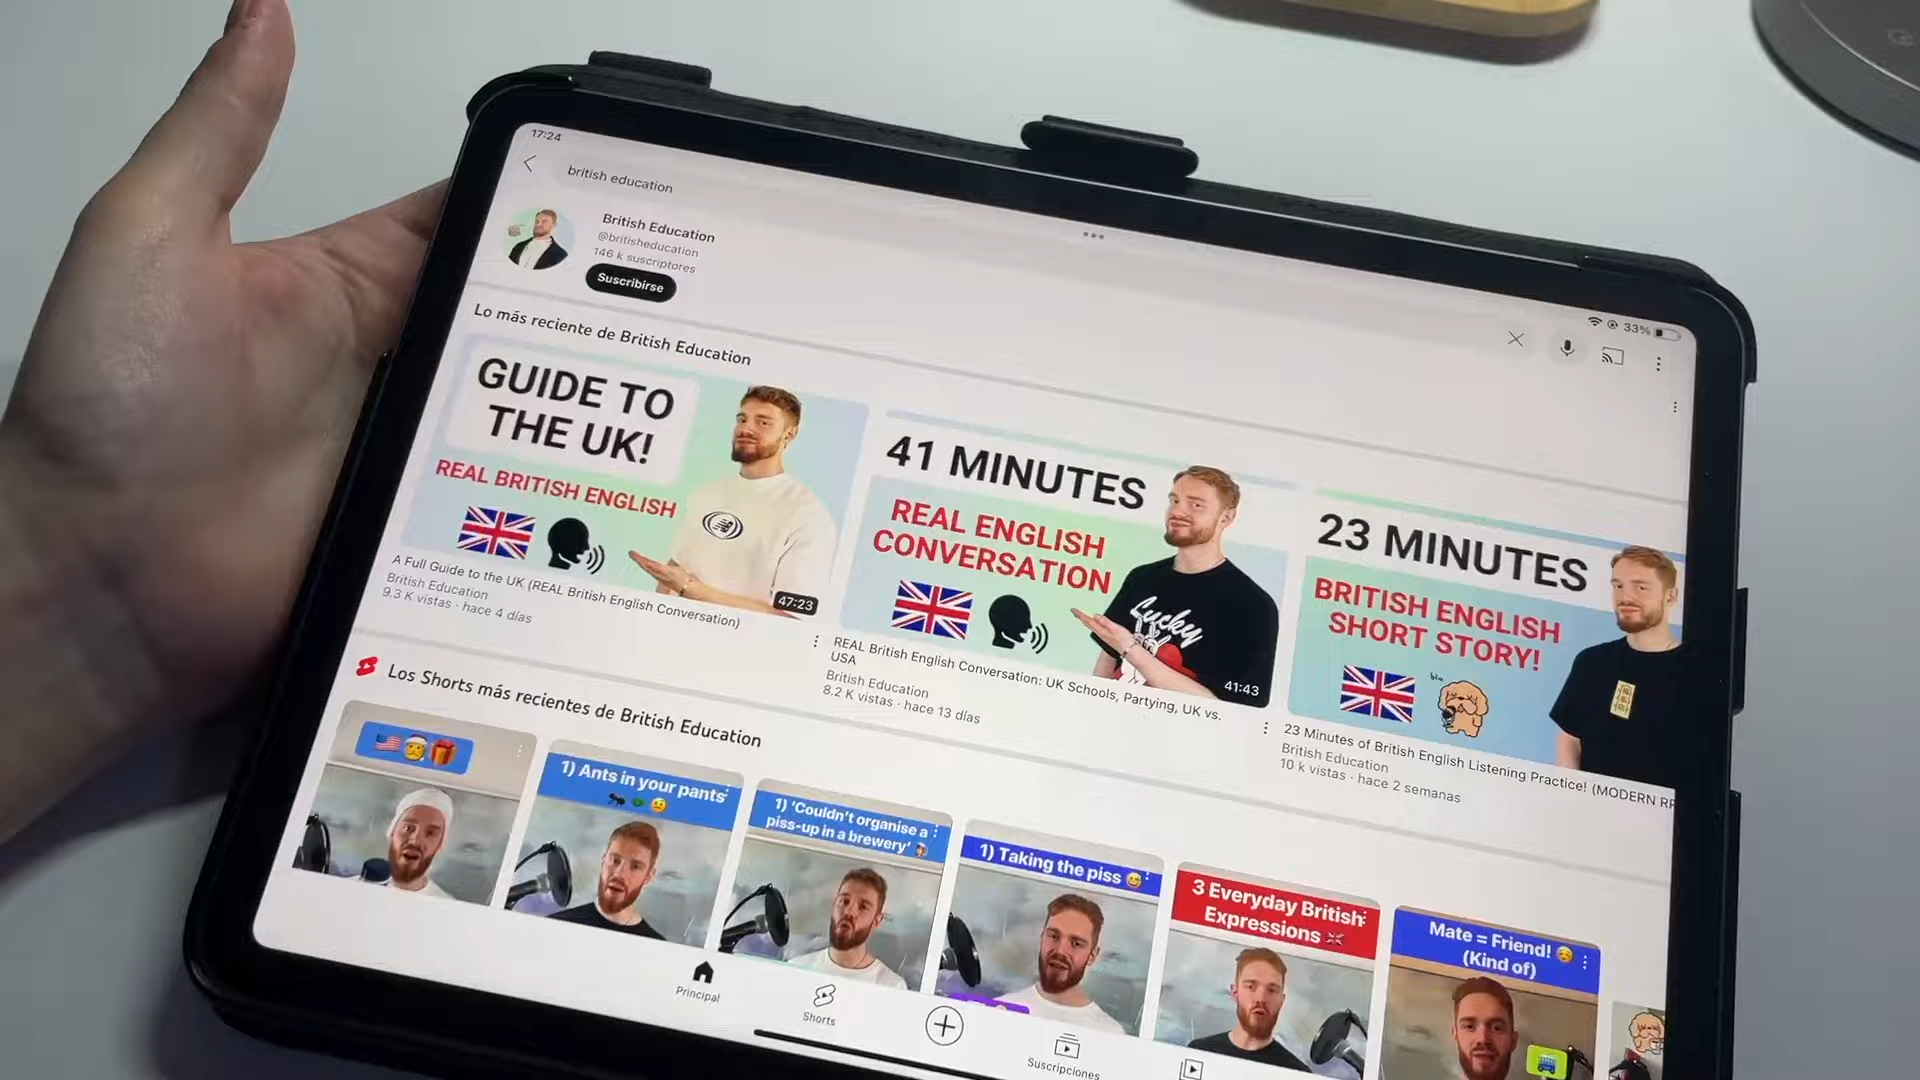 17:24
british education
33%
British Education
@britisheducation
146 k suscriptores
Suscribirse
Lo más reciente de British Education
GUIDE TO
THE UK!
REAL BRITISH ENGLISH
47:23
A Full Guide to the UK (REAL British English Conversation)
British Education
9.3 K vistas · hace 4 días
41 MINUTES
REAL ENGLISH
CONVERSATION
Lucky
41:43
REAL British English Conversation: UK Schools, Partying, UK vs.
USA
British Education
8.2 K vistas · hace 13 días
23 MINUTES
BRITISH ENGLISH
SHORT STORY!
bla
23 Minutes of British English Listening Practice! (MODERN RP
British Education
10 k vistas · hace 2 semanas
Los Shorts más recientes de British Education
1) Ants in your pants
1) 'Couldn't organise a
piss-up in a brewery'
1) Taking the piss
3 Everyday British
Expressions
Mate = Friend!
(Kind of)
Principal
Shorts
Suscripciones